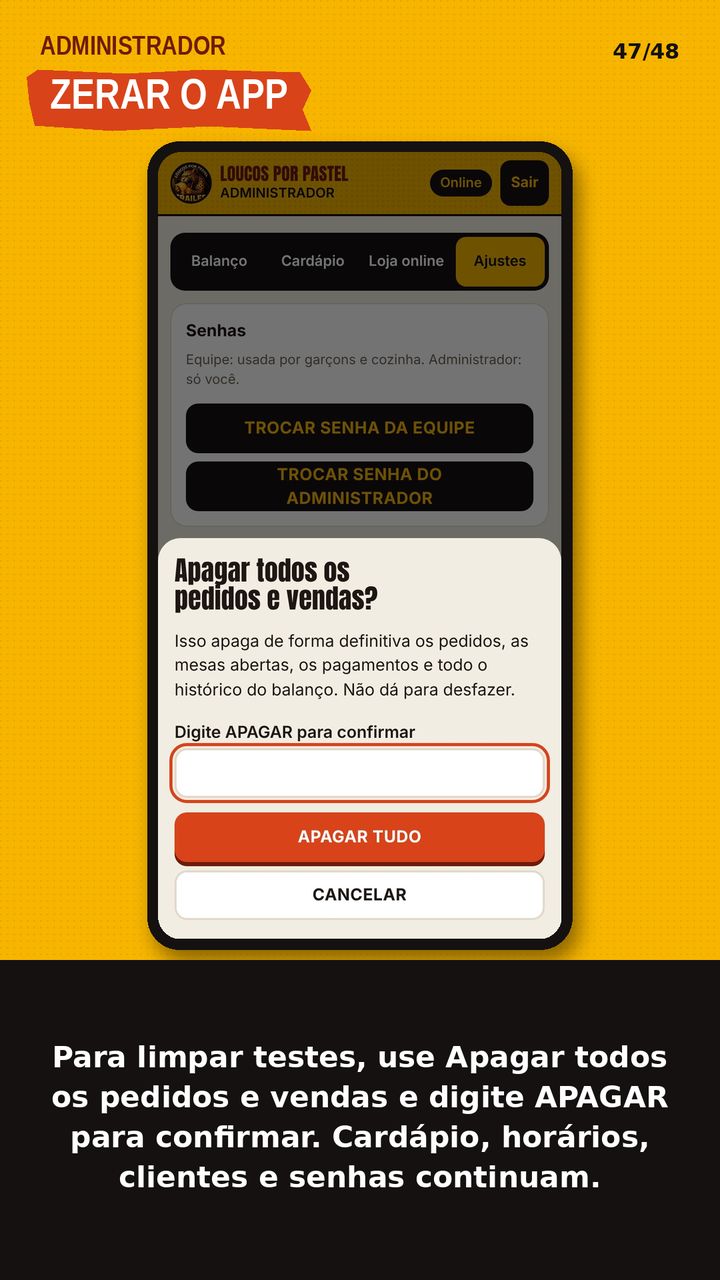 ADMINISTRADOR
47/48
ZERAR O APP
LOUCOS POR PASTEL
ADMINISTRADOR
Online
Sair
Balanço
Cardápio
Loja online
Ajustes
Senhas
Equipe: usada por garçons e cozinha. Administrador:
só você.
TROCAR SENHA DA EQUIPE
TROCAR SENHA DO
ADMINISTRADOR
Apagar todos os
pedidos e vendas?
Isso apaga de forma definitiva os pedidos, as
mesas abertas, os pagamentos e todo o
histórico do balanço. Não dá para desfazer.
Digite APAGAR para confirmar
APAGAR TUDO
CANCELAR
Para limpar testes, use Apagar todos
os pedidos e vendas e digite APAGAR
para confirmar. Cardápio, horários,
clientes e senhas continuam.